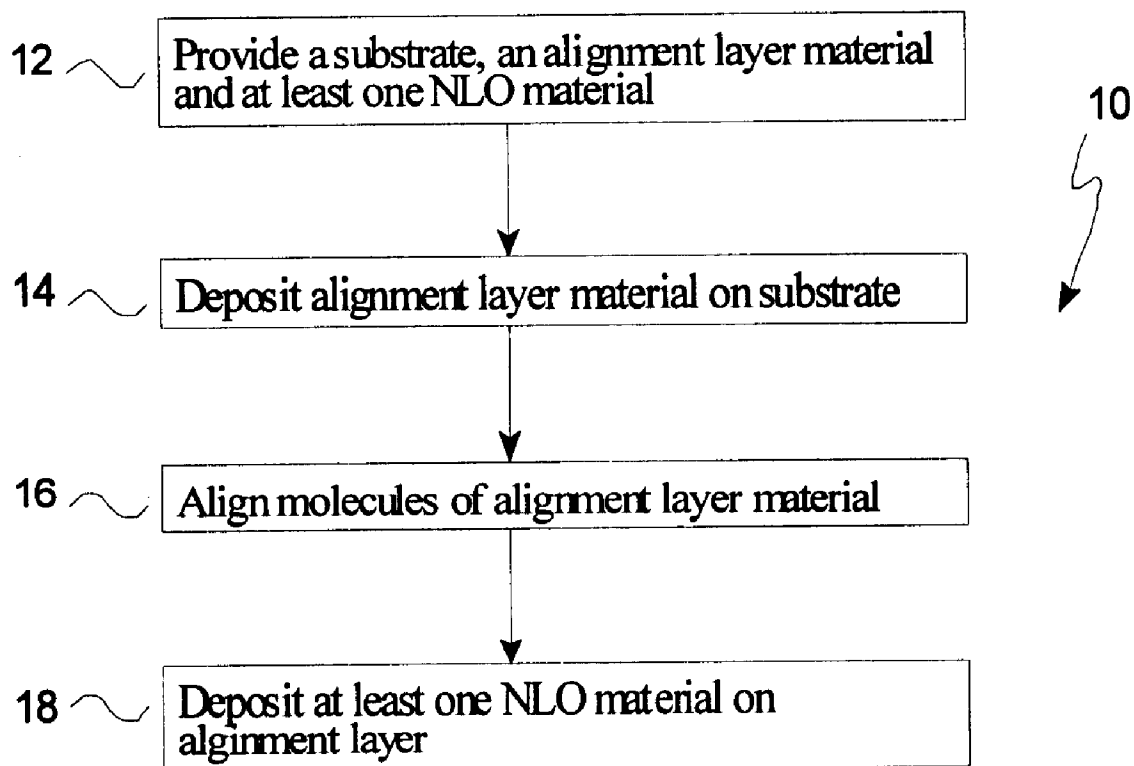 12
Provide a substrate, an alignment layer material
and at least one NLO material
10
14
Deposit alignment layer material on substrate
16
Align molecules of alignment layer material
18
Deposit at least one NLO material on
alginment layer